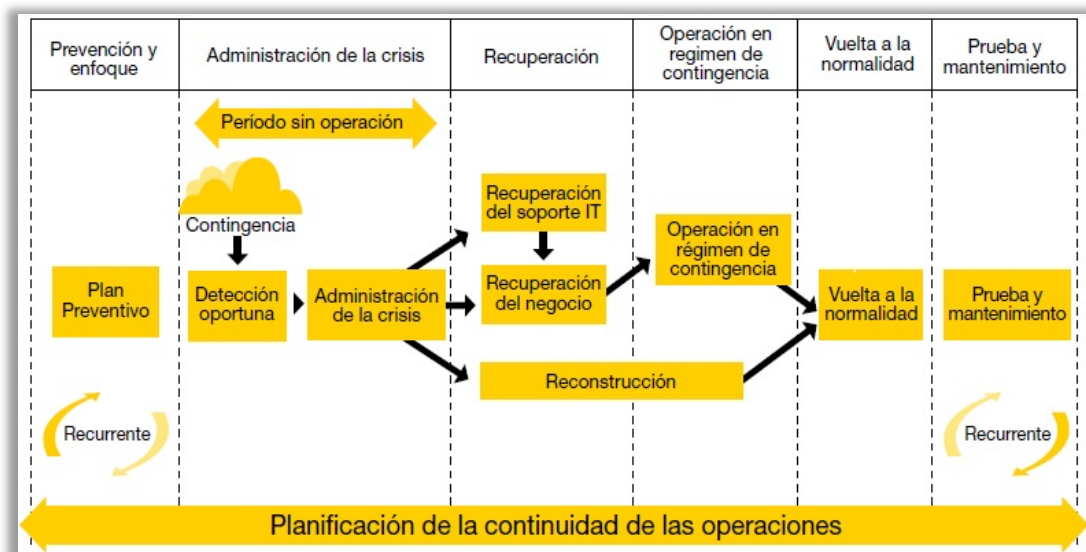 Prevención y
enfoque
Administración de la crisis
Recuperación
Operación en
regimen de
contingencia
Vuelta a la
normalidad
Prueba y
mantenimiento
Período sin operación
Contingencia
Recuperación
del soporte IT
Operación en
régimen de
contingencia
Plan
Preventivo
Detección
oportuna
Administración
de la crisis
Recuperación
del negocio
Vuelta a la
normalidad
Prueba y
mantenimiento
Reconstrucción
Recurrente
Recurrente
Planificación de la continuidad de las operaciones